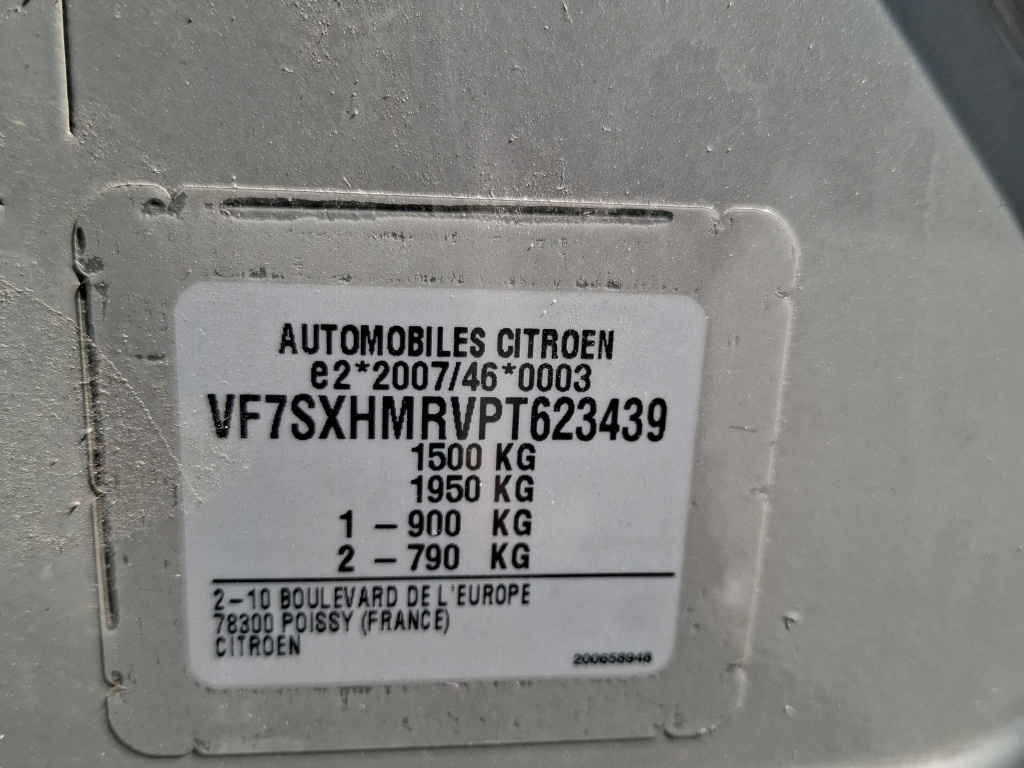 AUTOMOBILES CITROEN
e2*2007/46*0003
VF7SXHMRVPT623439
1500 KG
1950 KG
1 - 900 KG
2 - 790 KG
2-10 BOULEVARD DE L'EUROPE
78300 POISSY (FRANCE)
CITROEN
200658948